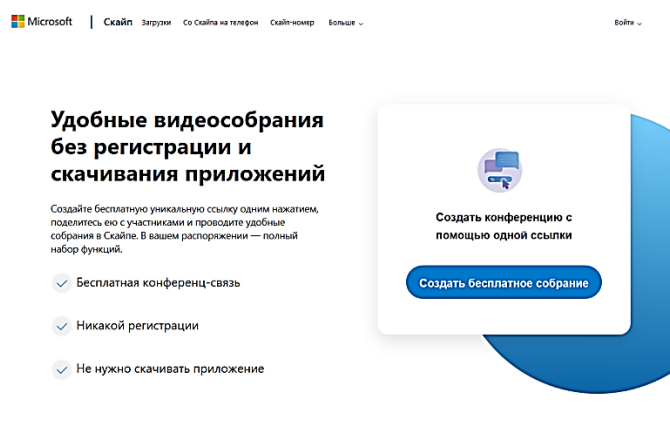 Microsoft | Скайп Загрузки Со Скайпа на телефон Скайп-номер Больше Войти
Удобные видеособрания
без регистрации и
скачивания приложений
Создайте бесплатную уникальную ссылку одним нажатием,
поделитесь ею с участниками и проводите удобные
собрания в Скайпе. В вашем распоряжении — полный
набор функций.
Бесплатная конференц-связь
Никакой регистрации
Не нужно скачивать приложение
Создать конференцию с
помощью одной ссылки
Создать бесплатное собрание